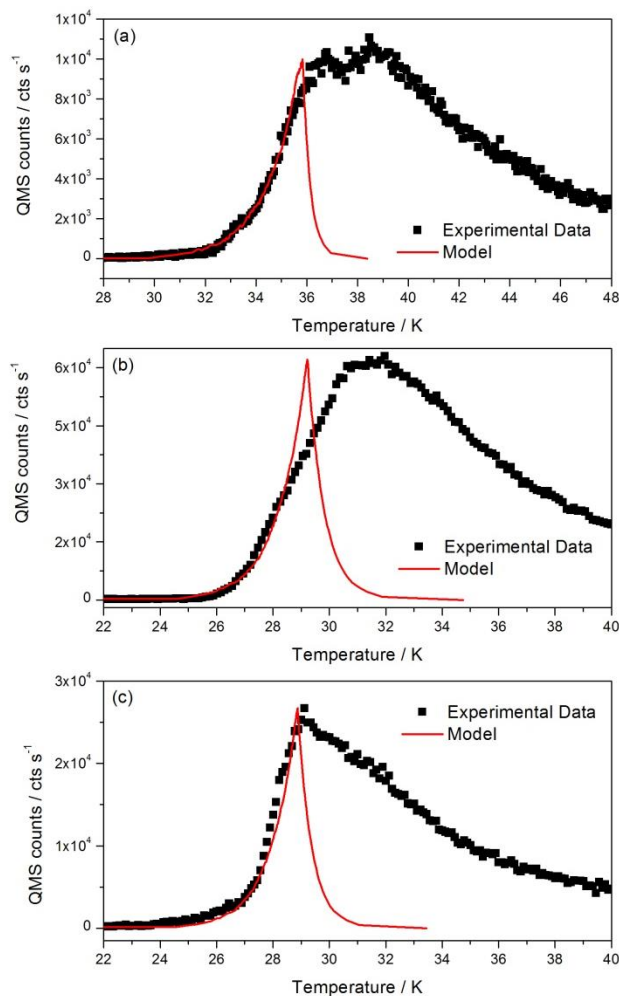 (a)
1x10⁴
1x10⁴
8x10³
6x10³
4x10³
2x10³
0
QMS counts / cts s⁻¹
Experimental Data
Model
28 30 32 34 36 38 40 42 44 46 48
Temperature / K
(b)
6x10⁴
5x10⁴
3x10⁴
2x10⁴
0
QMS counts / cts s⁻¹
Experimental Data
Model
22 24 26 28 30 32 34 36 38 40
Temperature / K
(c)
3x10⁴
2x10⁴
1x10⁴
0
QMS counts / cts s⁻¹
Experimental Data
Model
22 24 26 28 30 32 34 36 38 40
Temperature / K